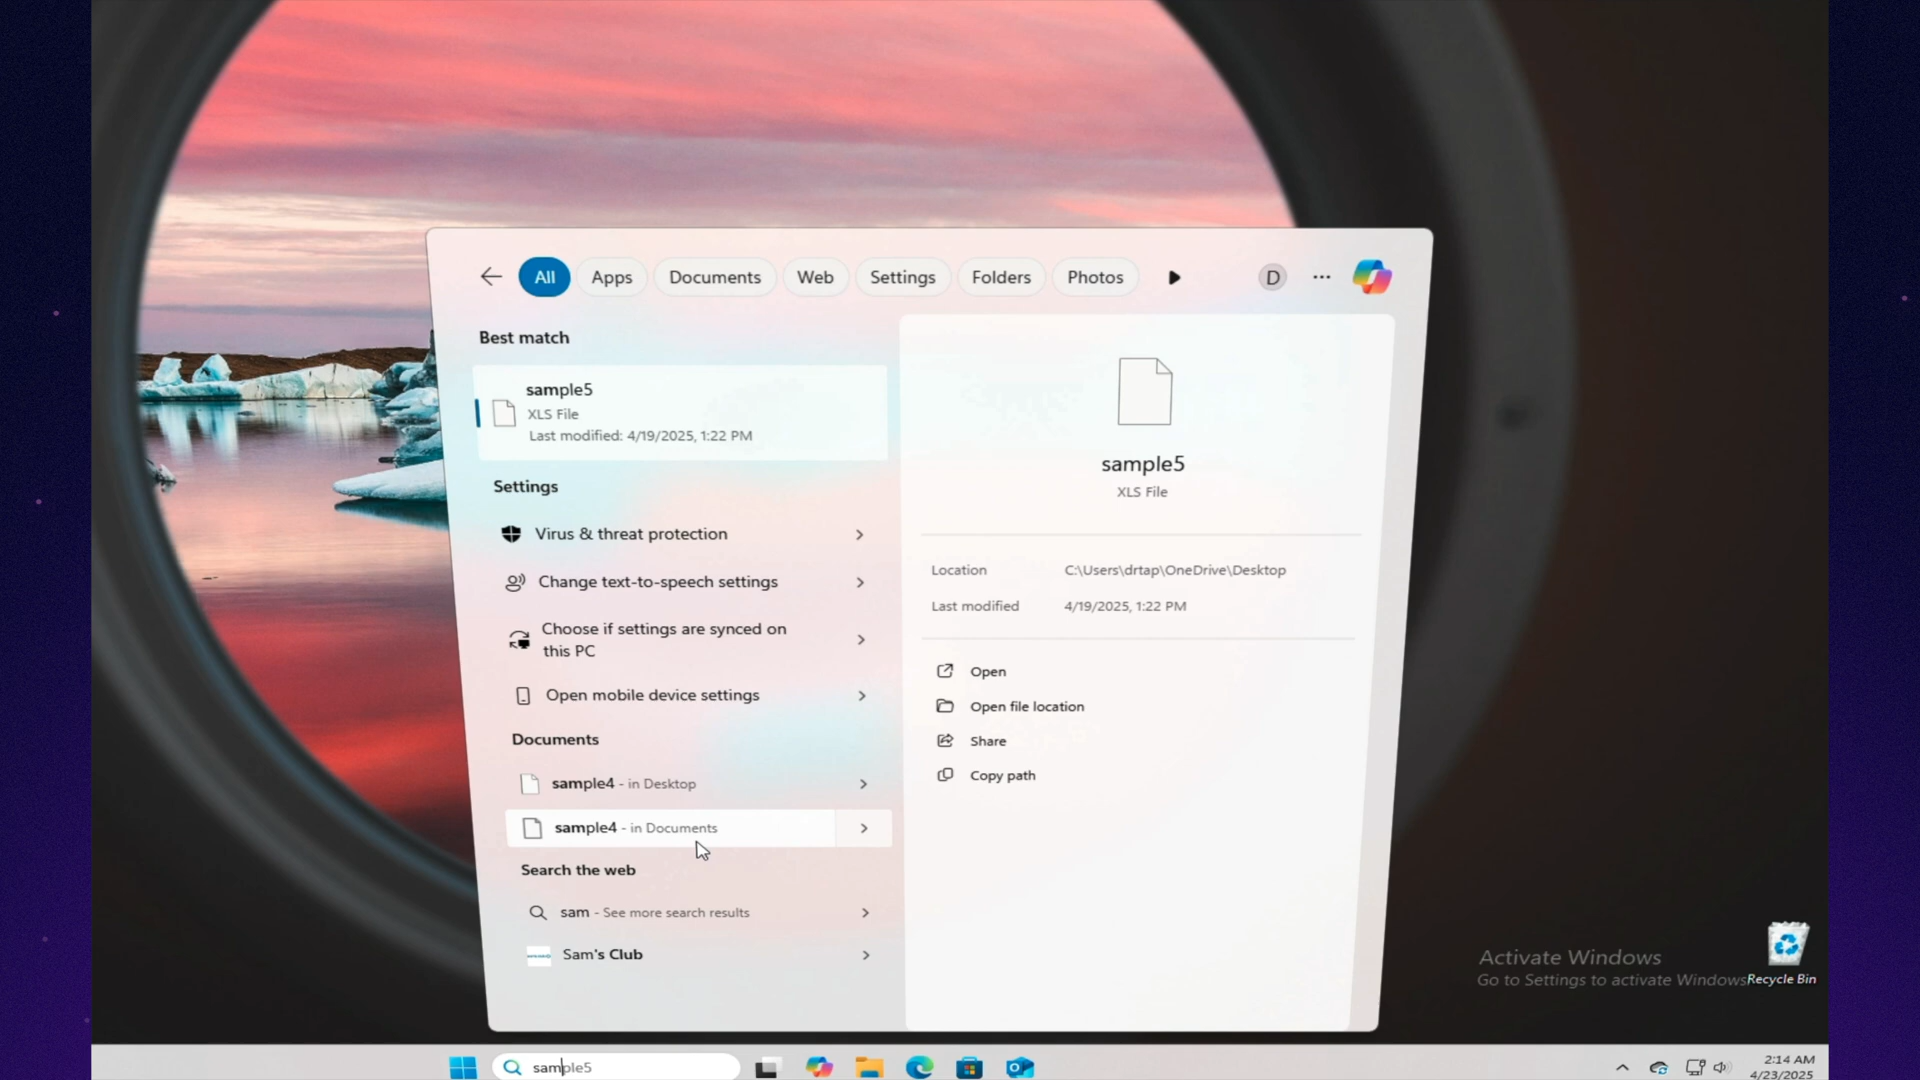 All
Apps
Documents
Web
Settings
Folders
Photos
D
Best match
sample5
XLS File
Last modified: 4/19/2025, 1:22 PM
Settings
Virus & threat protection
Change text-to-speech settings
Choose if settings are synced on
this PC
Open mobile device settings
Documents
sample4 - in Desktop
sample4 - in Documents
Search the web
sam - See more search results
Sam's Club
sample5
XLS File
Location C:\Users\drtap\OneDrive\Desktop
Last modified 4/19/2025, 1:22 PM
Open
Open file location
Share
Copy path
Activate Windows
Go to Settings to activate Windows
Recycle Bin
sample5
2:14 AM
4/23/2025